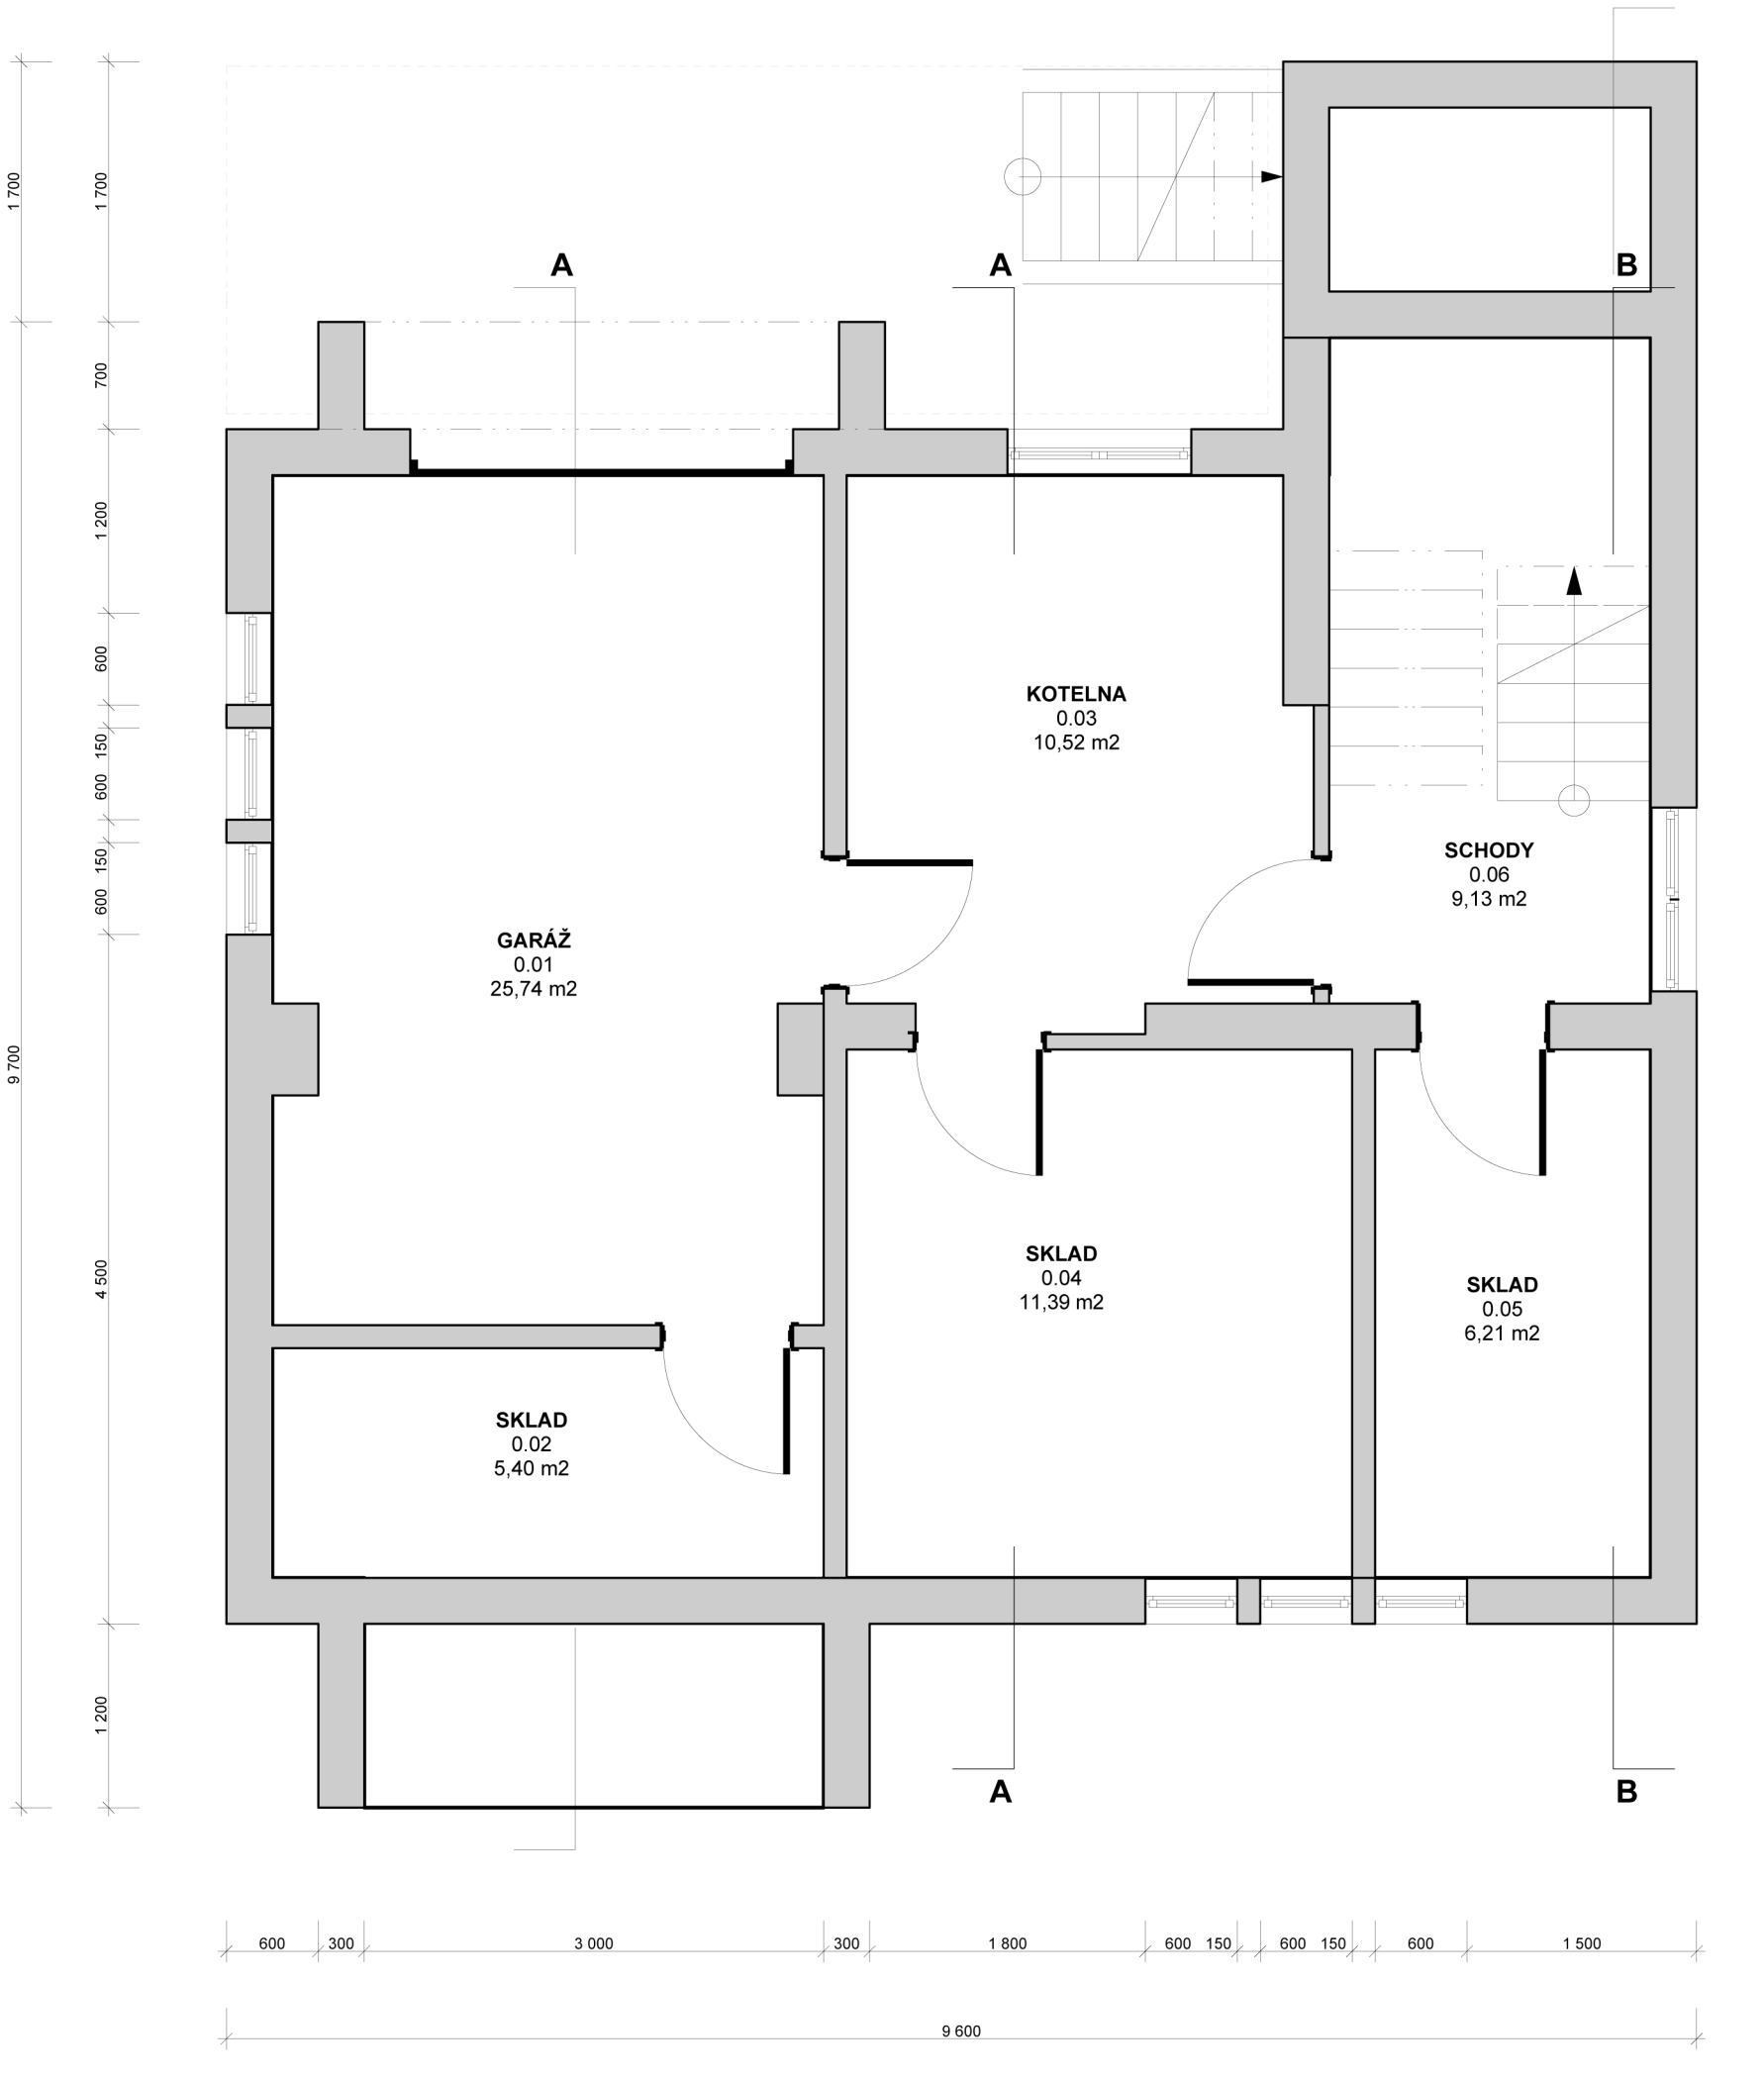 A
A
B
KOTELNA
0.03
10,52 m2
SCHODY
0.06
9,13 m2
GARÁŽ
0.01
25,74 m2
SKLAD
0.04
11,39 m2
SKLAD
0.05
6,21 m2
SKLAD
0.02
5,40 m2
A
B
1 700
9 700
1 700
700
1 200
600
150
600
150
600
4 500
1 200
600
300
3 000
300
1 800
600
150
600
150
600
1 500
9 600